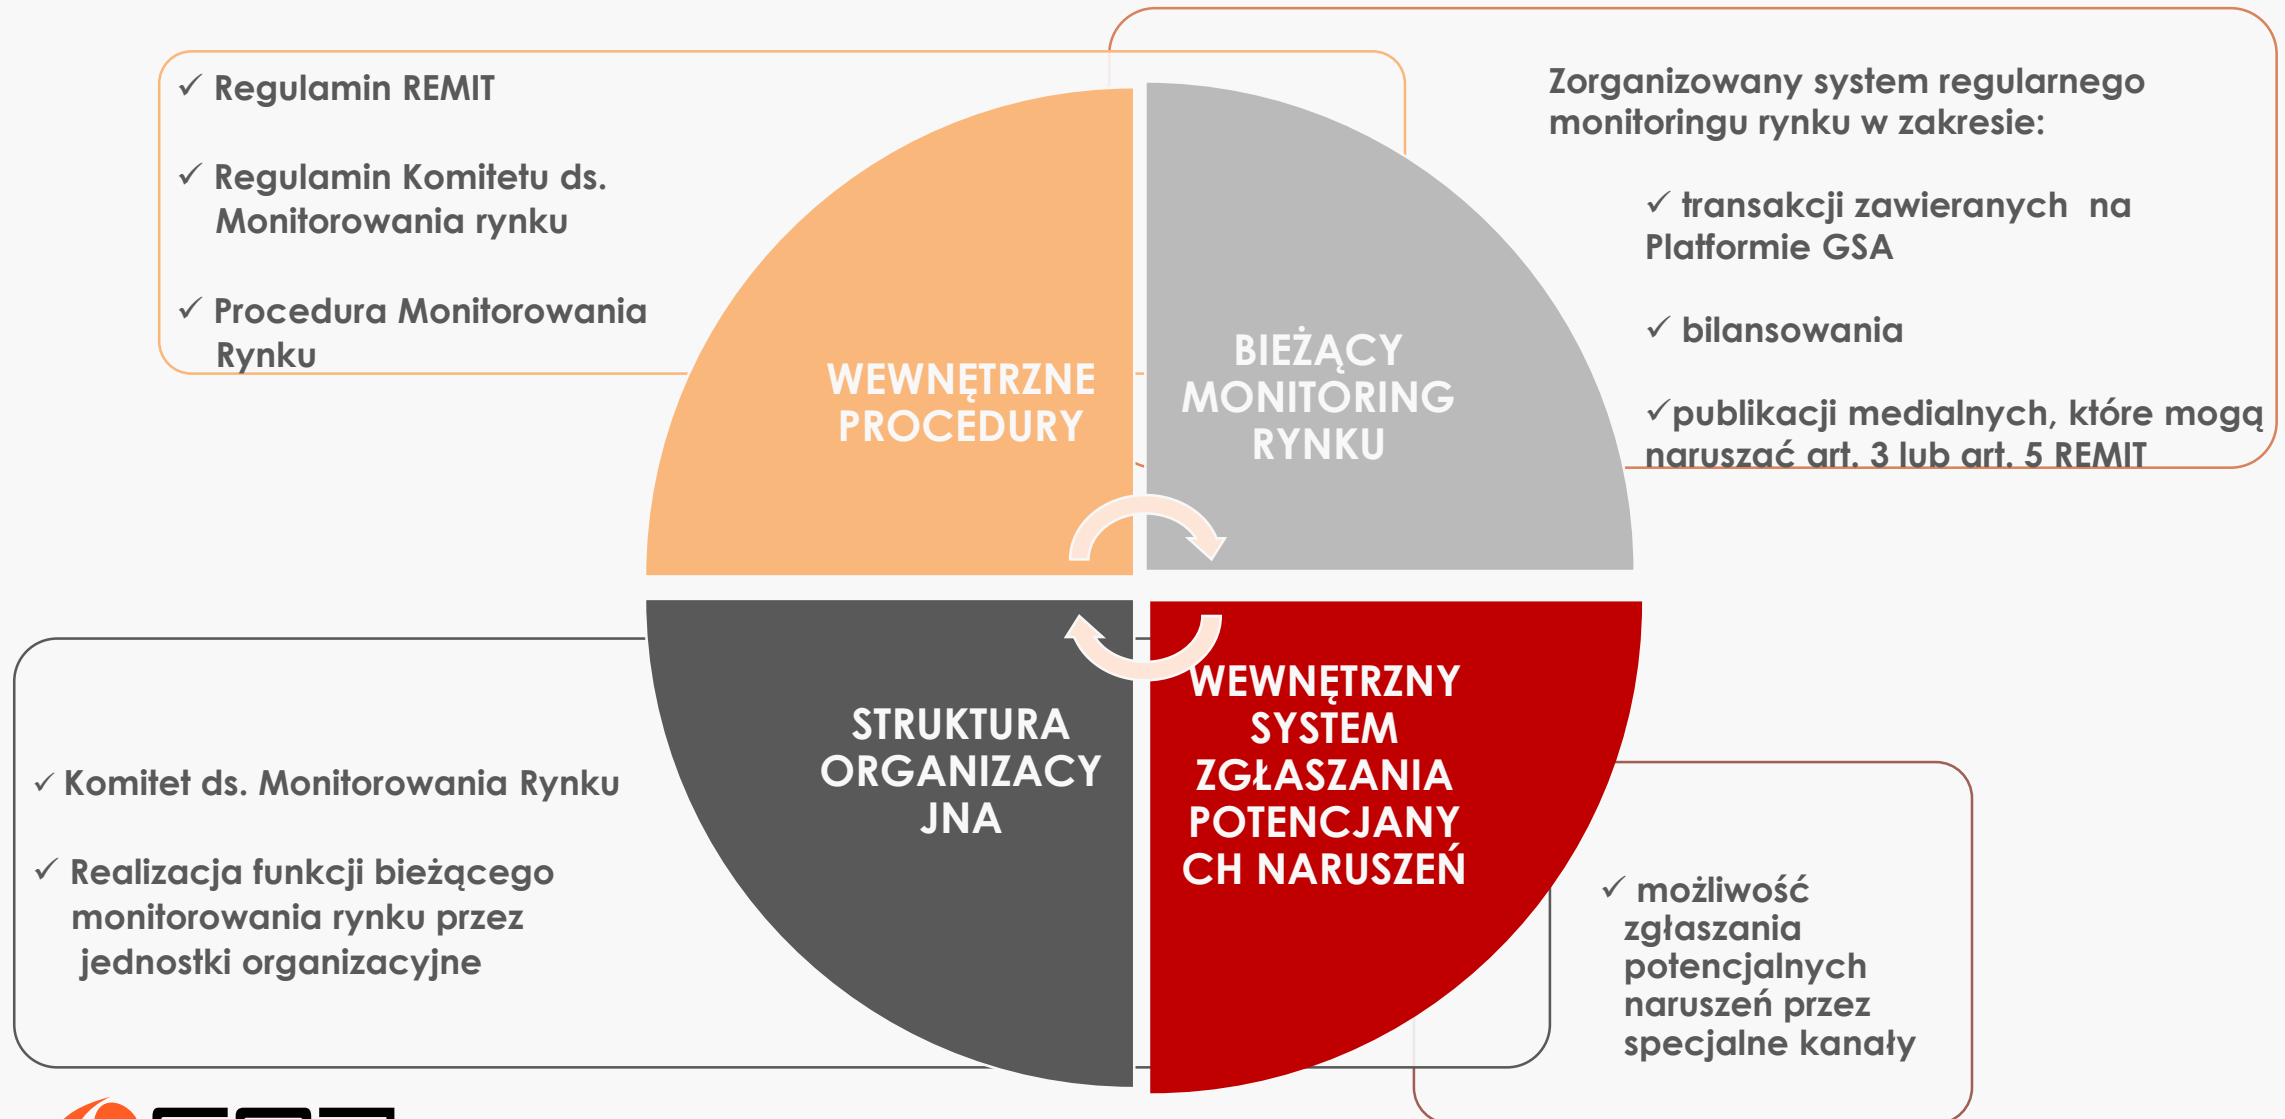 ✓ Regulamin REMIT
✓ Regulamin Komitetu ds.
Monitorowania rynku
✓ Procedura Monitorowania
Rynku
WEWNĘTRZNE
PROCEDURY
BIEŻĄCY
MONITORING
RYNKU
Zorganizowany system regularnego
monitoringu rynku w zakresie:
✓ transakcji zawieranych na
Platformie GSA
✓ bilansowania
✓publikacji medialnych, które mogą
naruszać art. 3 lub art. 5 REMIT
✓ Komitet ds. Monitorowania Rynku
✓ Realizacja funkcji bieżącego
monitorowania rynku przez
jednostki organizacyjne
STRUKTURA
ORGANIZACY
JNA
WEWNĘTRZNY
SYSTEM
ZGŁASZANIA
POTENCJANY
CH NARUSZEŃ
✓ możliwość
zgłaszania
potencjalnych
naruszeń przez
specjalne kanały